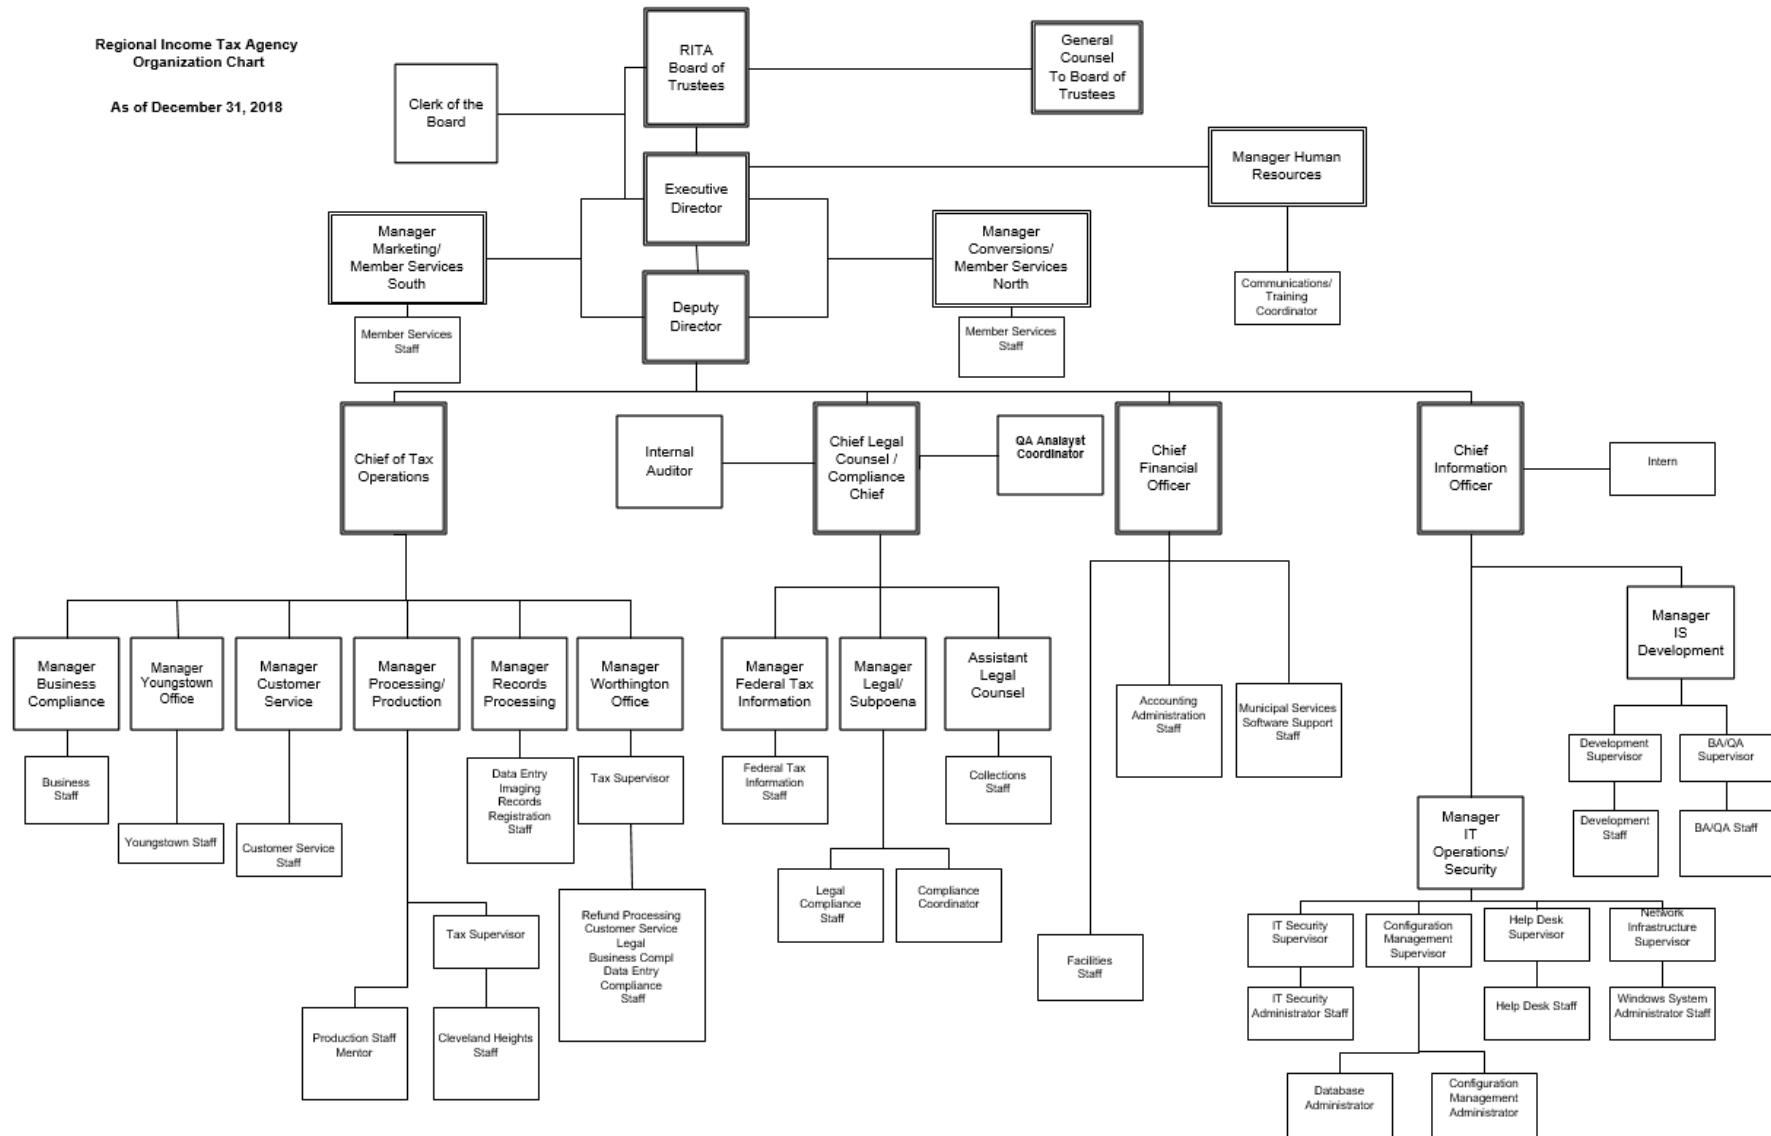 Regional Income Tax Agency
Organization Chart
As of December 31, 2018
RITA
Board of
Trustees
General
Counsel
To Board of
Trustees
Clerk of the
Board
Manager Human
Resources
Executive
Director
Manager
Marketing/
Member Services
South
Manager
Conversions/
Member Services
North
Communications/
Training
Coordinator
Deputy
Director
Member Services
Staff
Member Services
Staff
Chief of Tax
Operations
Internal
Auditor
Chief Legal
Counsel /
Compliance
Chief
QA Analayst
Coordinator
Chief
Financial
Officer
Chief
Information
Officer
Intern
Manager
Business
Compliance
Manager
Youngstown
Office
Manager
Customer
Service
Manager
Processing/
Production
Manager
Records
Processing
Manager
Worthington
Office
Manager
Federal Tax
Information
Manager
Legal/
Subpoena
Assistant
Legal
Counsel
Accounting
Administration
Staff
Municipal Services
Software Support
Staff
Manager
IS
Development
Business
Staff
Youngstown Staff
Customer Service
Staff
Data Entry
Imaging
Records
Registration
Staff
Tax Supervisor
Federal Tax
Information
Staff
Collections
Staff
Development
Supervisor
BA/QA
Supervisor
Development
Staff
BA/QA Staff
Manager
IT
Operations/
Security
Legal
Compliance
Staff
Compliance
Coordinator
Refund Processing
Customer Service
Legal
Business Compl
Data Entry
Compliance
Staff
Tax Supervisor
Facilities
Staff
IT Security
Supervisor
Configuration
Management
Supervisor
Help Desk
Supervisor
Network
Infrastructure
Supervisor
Production Staff
Mentor
Cleveland Heights
Staff
IT Security
Administrator Staff
Help Desk Staff
Windows System
Administrator Staff
Database
Administrator
Configuration
Management
Administrator